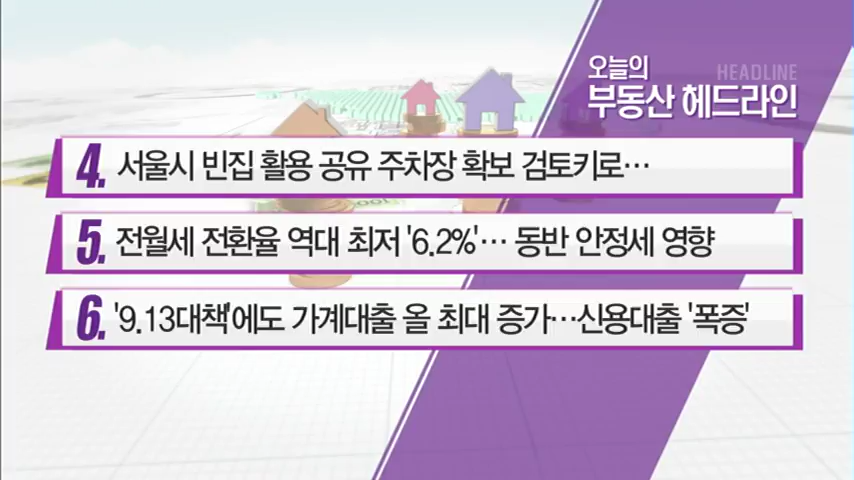 오늘의
HEADLINE
부동산 헤드라인
4. 서울시 빈집 활용 공유 주차장 확보 검토키로…
5. 전월세 전환율 역대 최저 '6.2%'… 동반 안정세 영향
6. '9.13대책'에도 가계대출 올 최대 증가…신용대출 '폭증'